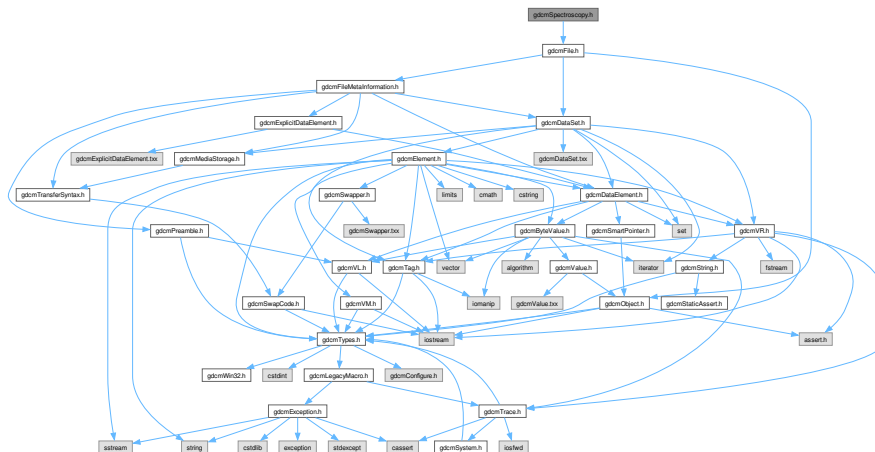 gdcmSpectroscopy.h
gdcmFile.h
gdcmFileMetaInformation.h
gdcmExplicitDataElement.h
gdcmDataSet.h
gdcmExplicitDataElement.txx
gdcmMediaStorage.h
gdcmElement.h
gdcmDataSet.txx
gdcmTransferSyntax.h
gdcmSwapper.h
limits
cmath
cstring
gdcmDataElement.h
gdcmPreamble.h
gdcmSwapper.txx
gdcmByteValue.h
gdcmSmartPointer.h
set
gdcmVR.h
gdcmVL.h
gdcmTag.h
vector
algorithm
gdcmValue.h
iterator
gdcmString.h
fstream
gdcmSwapCode.h
gdcmVM.h
iomanip
gdcmValue.txx
gdcmObject.h
gdcmStaticAssert.h
gdcmTypes.h
iostream
assert.h
gdcmWin32.h
cstdint
gdcmLegacyMacro.h
gdcmConfigure.h
gdcmException.h
gdcmTrace.h
sstream
string
cstdlib
exception
stdexcept
cassert
gdcmSystem.h
iosfwd